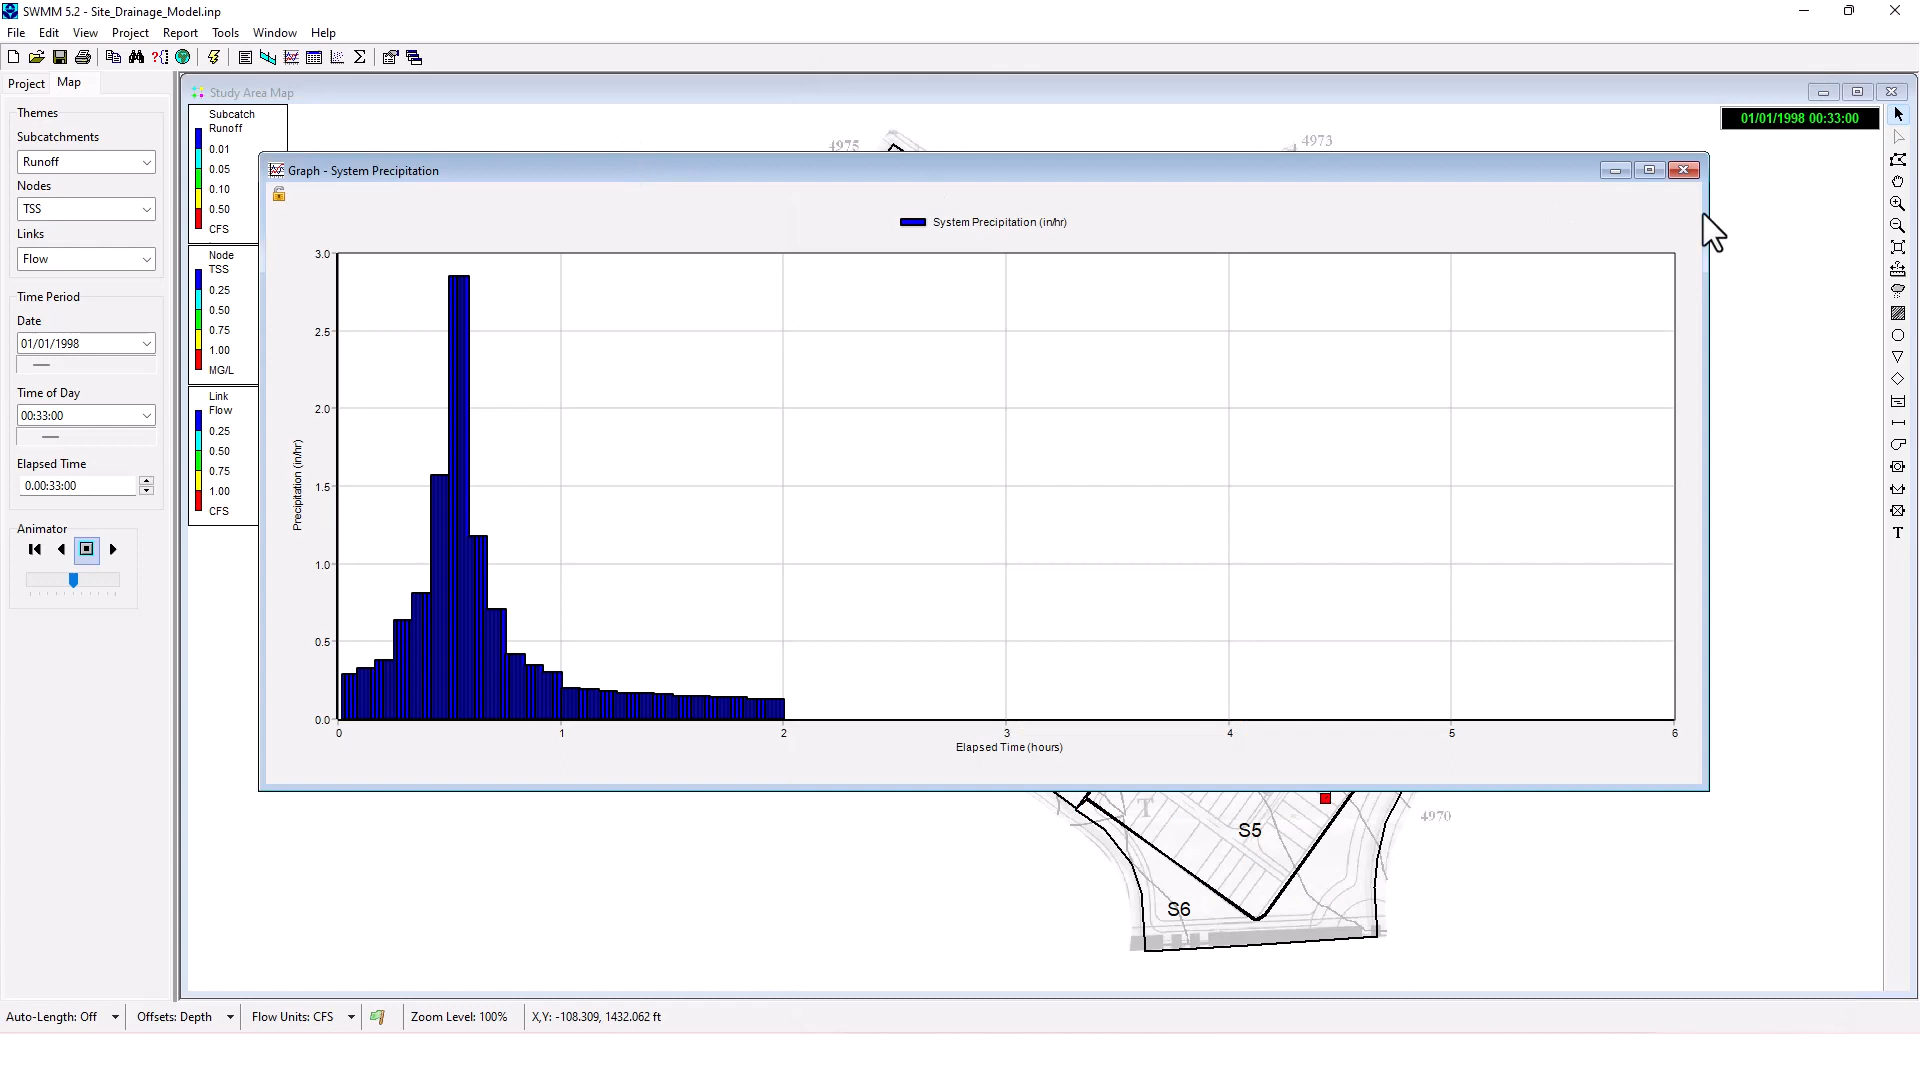 SWMM 5.2 - Site_Drainage_Model.inp
File Edit View Project Report Tools Window Help
Project Map
Themes
Subcatchments
Runoff
Nodes
TSS
Links
Flow
Time Period
Date
01/01/1998
Time of Day
00:33:00
Elapsed Time
0.00:33:00
Animator
Study Area Map
01/01/1998 00:33:00
Subcatch
Runoff
0.01
0.05
0.10
0.50
CFS
Node
TSS
0.25
0.50
0.75
1.00
MG/L
Link
Flow
0.25
0.50
0.75
1.00
CFS
4975
4973
Graph - System Precipitation
System Precipitation (in/hr)
3.0
2.5
2.0
1.5
1.0
0.5
0.0
Precipitation (in/hr)
0 1 2 3 4 5 6
Elapsed Time (hours)
T
S5
4970
S6
T
Auto-Length: Off Offsets: Depth Flow Units: CFS Zoom Level: 100% X,Y: -108.309, 1432.062 ft